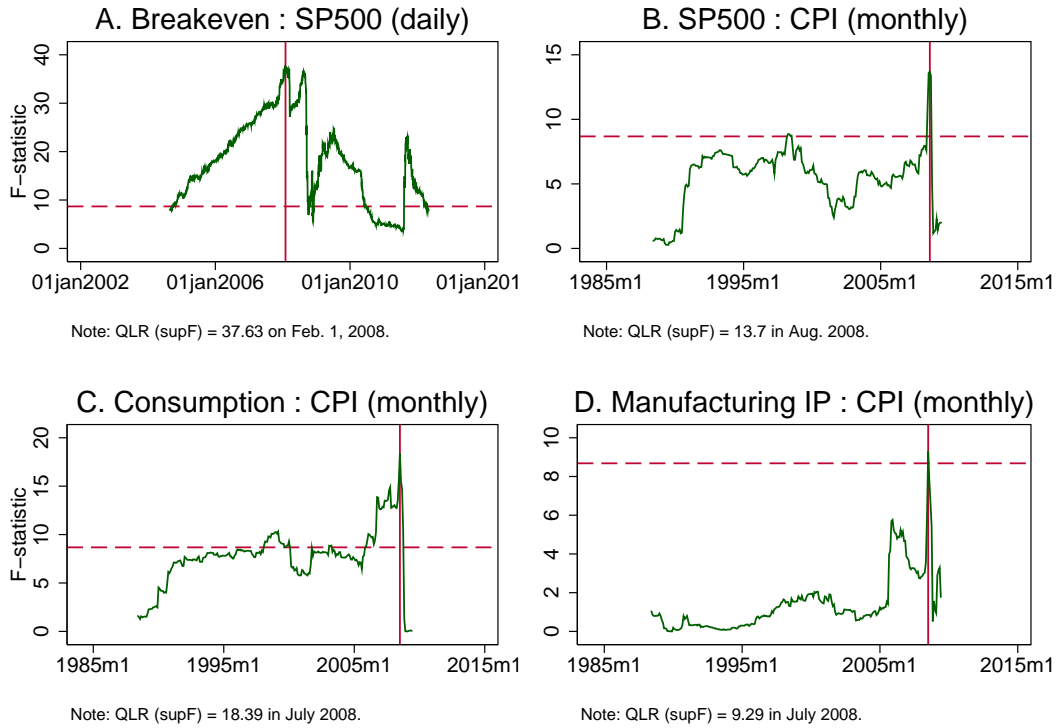 A. Breakeven : SP500 (daily)
F−statistic
40
30
20
10
0
01jan2002
01jan2006
01jan2010
01jan201
Note: QLR (supF) = 37.63 on Feb. 1, 2008.
B. SP500 : CPI (monthly)
15
10
5
0
1985m1
1995m1
2005m1
2015m1
Note: QLR (supF) = 13.7 in Aug. 2008.
C. Consumption : CPI (monthly)
F−statistic
20
15
10
5
0
1985m1
1995m1
2005m1
2015m1
Note: QLR (supF) = 18.39 in July 2008.
D. Manufacturing IP : CPI (monthly)
10
8
6
4
2
0
1985m1
1995m1
2005m1
2015m1
Note: QLR (supF) = 9.29 in July 2008.